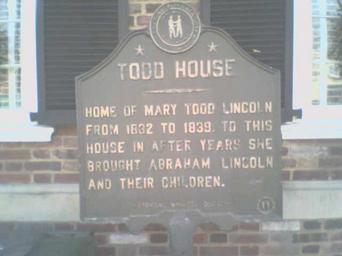 TODD HOUSE
HOME OF MARY TODD LINCOLN
FROM 1832 TO 1839. TO THIS
HOUSE IN AFTER YEARS SHE
BROUGHT ABRAHAM LINCOLN
AND THEIR CHILDREN.
11